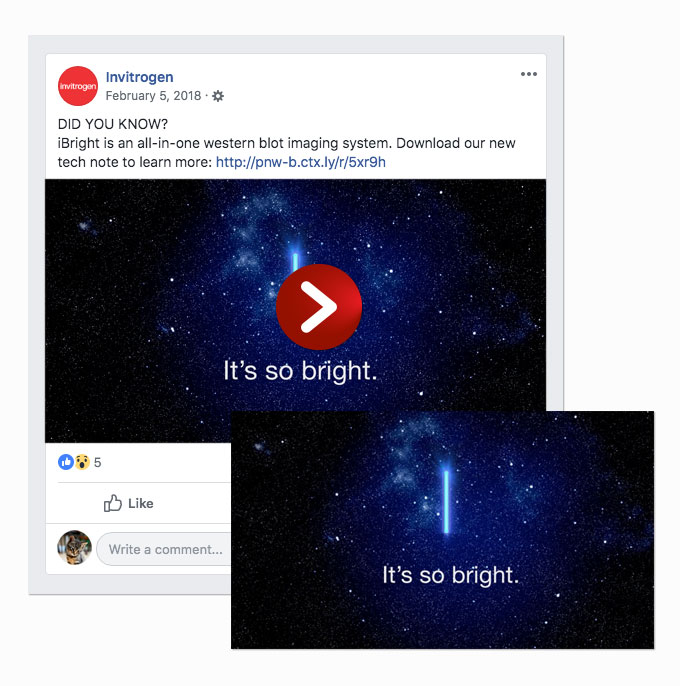 invitrogen
Invitrogen
February 5, 2018 ·
DID YOU KNOW?
iBright is an all-in-one western blot imaging system. Download our new
tech note to learn more: http://pnw-b.ctx.ly/r/5xr9h
It's so bright.
5
Like
Write a comment...
It's so bright.